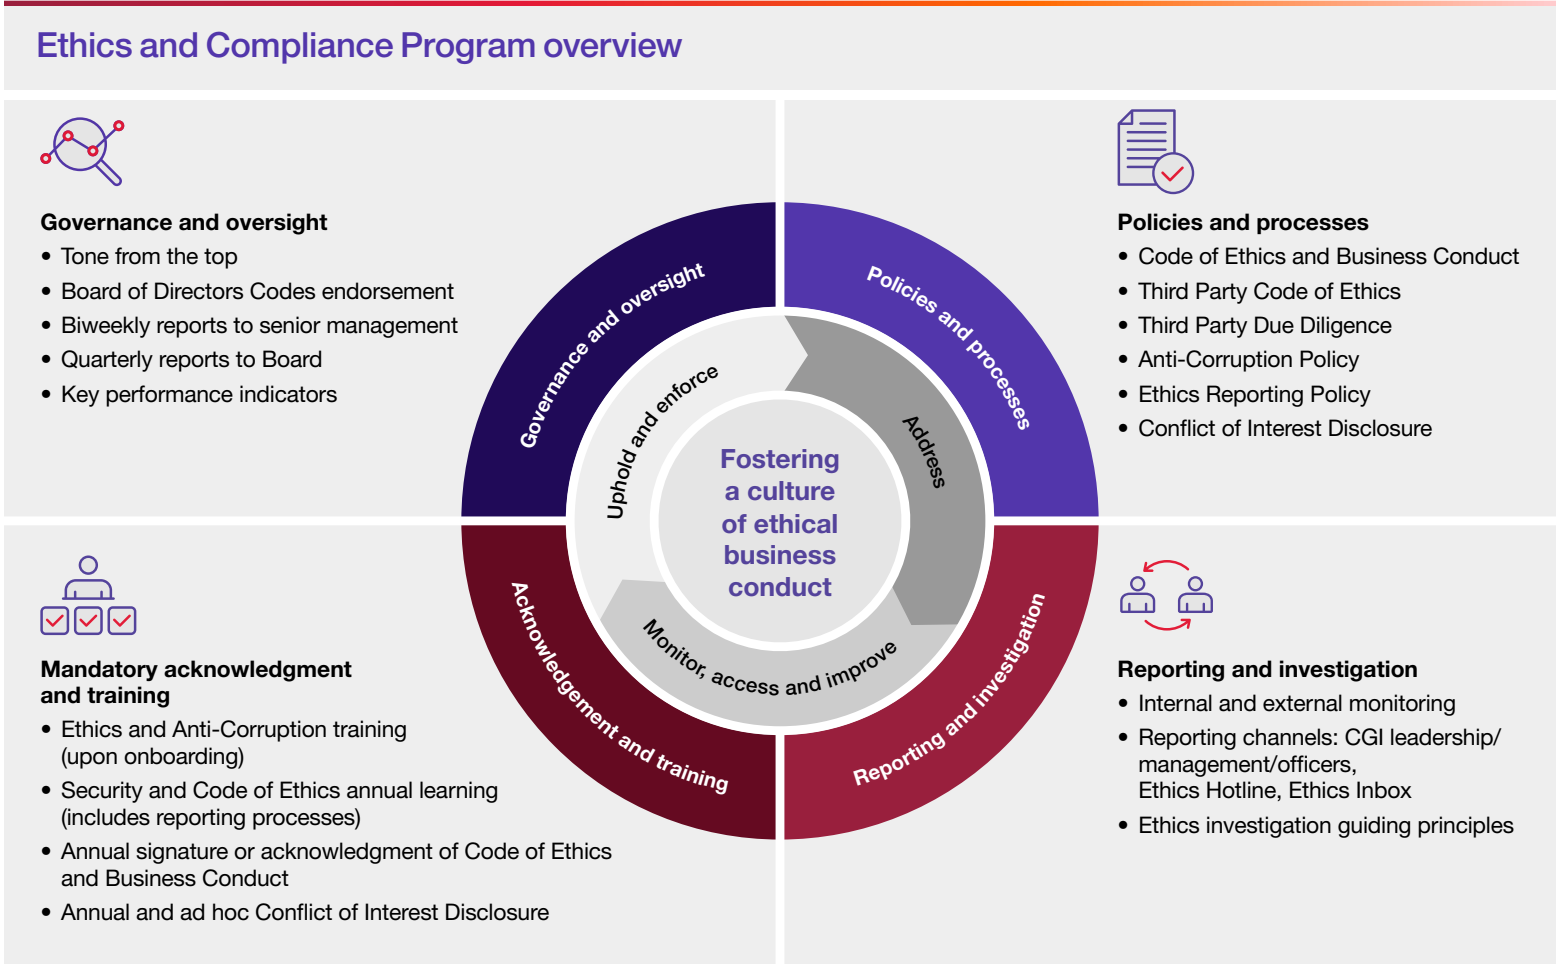 Ethics and Compliance Program overview
Governance and oversight
• Tone from the top
• Board of Directors Codes endorsement
• Biweekly reports to senior management
• Quarterly reports to Board
• Key performance indicators
Policies and processes
• Code of Ethics and Business Conduct
• Third Party Code of Ethics
• Third Party Due Diligence
• Anti-Corruption Policy
• Ethics Reporting Policy
• Conflict of Interest Disclosure
Governance and oversight
Policies and processes
Uphold and enforce
Address
Fostering
a culture
of ethical
business
conduct
Monitor, access and improve
Acknowledgement and training
Reporting and investigation
Mandatory acknowledgment
and training
• Ethics and Anti-Corruption training
(upon onboarding)
• Security and Code of Ethics annual learning
(includes reporting processes)
• Annual signature or acknowledgment of Code of Ethics
and Business Conduct
• Annual and ad hoc Conflict of Interest Disclosure
Reporting and investigation
• Internal and external monitoring
• Reporting channels: CGI leadership/
management/officers,
Ethics Hotline, Ethics Inbox
• Ethics investigation guiding principles